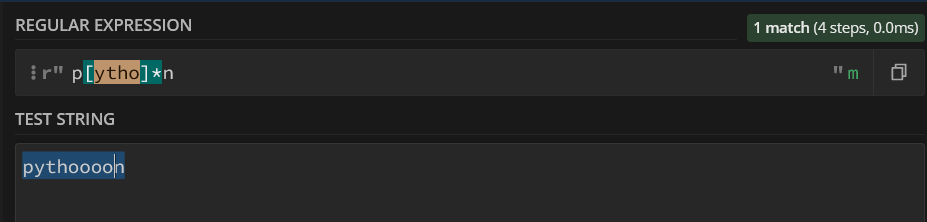 REGULAR EXPRESSION
1 match (4 steps, 0.0ms)
r" p[ytho]*n " m
TEST STRING
pythoooon